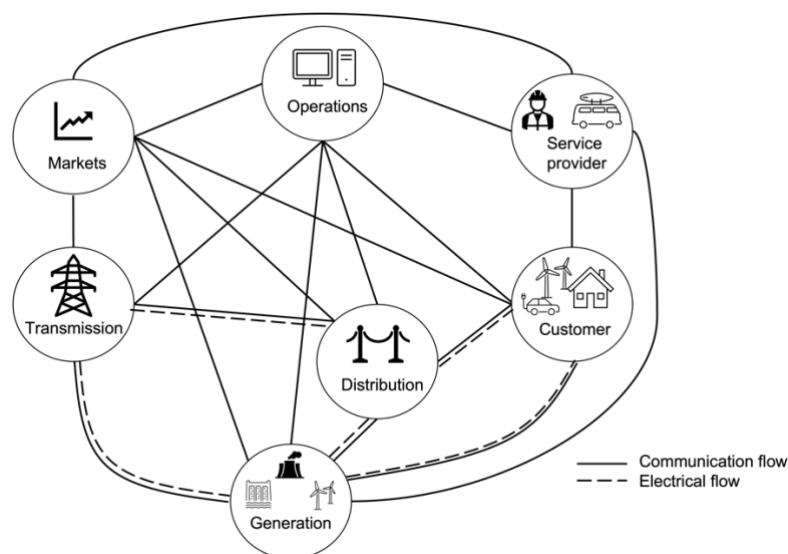 Operations
Markets
Service
provider
Transmission
Customer
Distribution
Generation
Communication flow
Electrical flow